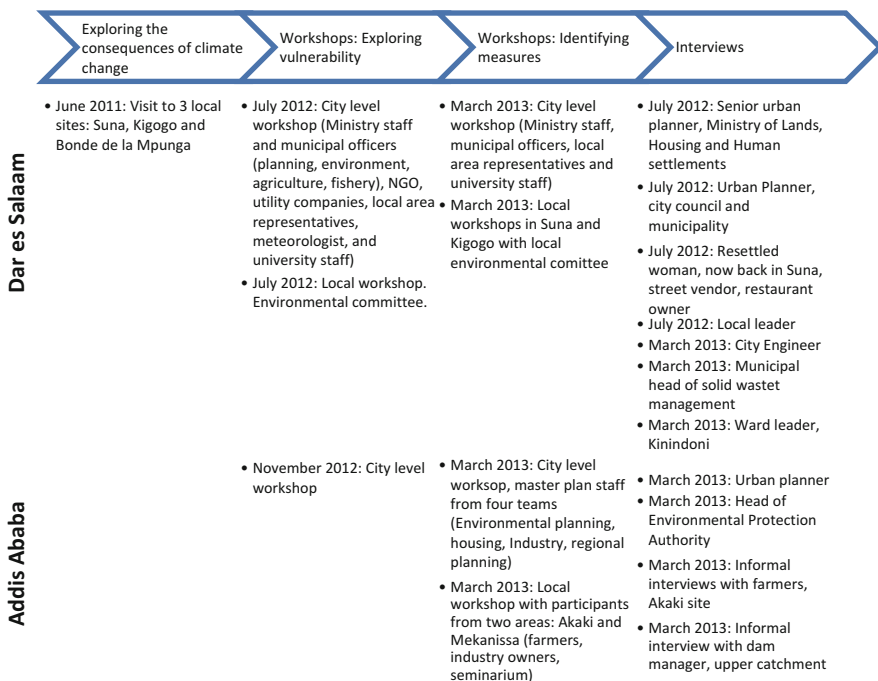 Exploring the
consequences of climate
change
Workshops: Exploring
vulnerability
Workshops: Identifying
measures
Interviews
Dar es Salaam
• June 2011: Visit to 3 local
sites: Suna, Kigogo and
Bonde de la Mpunga
• July 2012: City level
workshop (Ministry staff
and municipal officers
(planning, environment,
agriculture, fishery), NGO,
utility companies, local area
representatives,
meteorologist, and
university staff)
• July 2012: Local workshop.
Environmental committee.
• March 2013: City level
workshop (Ministry staff,
municipal officers, local
area representatives and
university staff)
• March 2013: Local
workshops in Suna and
Kigogo with local
environmental comittee
• July 2012: Senior urban
planner, Ministry of Lands,
Housing and Human
settlements
• July 2012: Urban Planner,
city council and
municipality
• July 2012: Resettled
woman, now back in Suna,
street vendor, restaurant
owner
• July 2012: Local leader
• March 2013: City Engineer
• March 2013: Municipal
head of solid wastet
management
• March 2013: Ward leader,
Kinindoni
Addis Ababa
• November 2012: City level
workshop
• March 2013: City level
worksop, master plan staff
from four teams
(Environmental planning,
housing, Industry, regional
planning)
• March 2013: Local
workshop with participants
from two areas: Akaki and
Mekanissa (farmers,
industry owners,
seminarium)
• March 2013: Urban planner
• March 2013: Head of
Environmental Protection
Authority
• March 2013: Informal
interviews with farmers,
Akaki site
• March 2013: Informal
interview with dam
manager, upper catchment